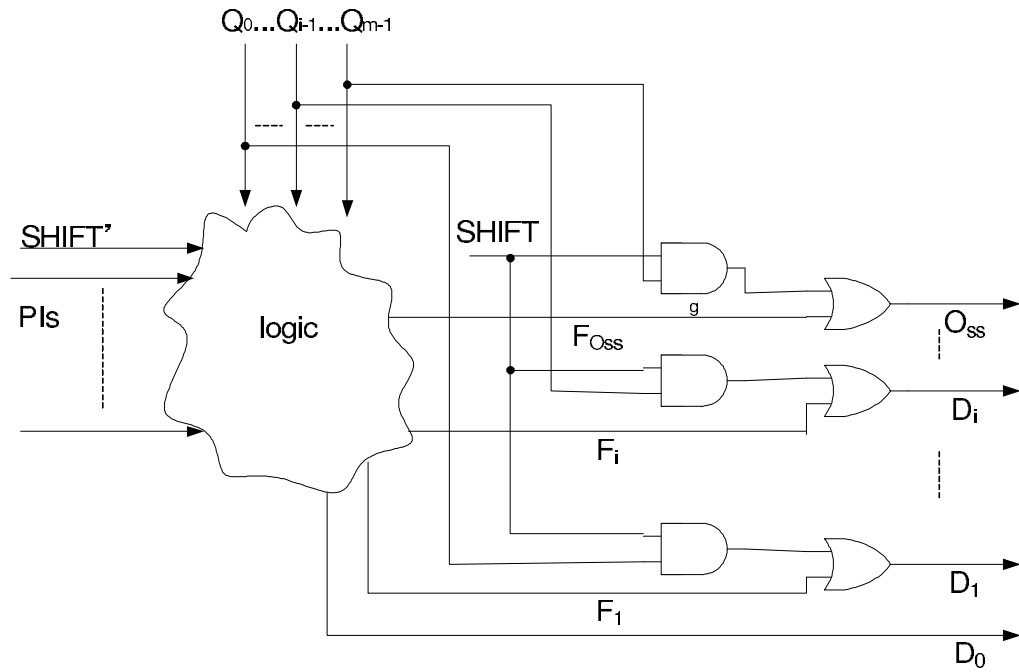 Q0...Qi-1...Qm-1
SHIFT'
SHIFT
PIs
logic
g
FOss
Oss
Di
Fi
D1
F1
D0